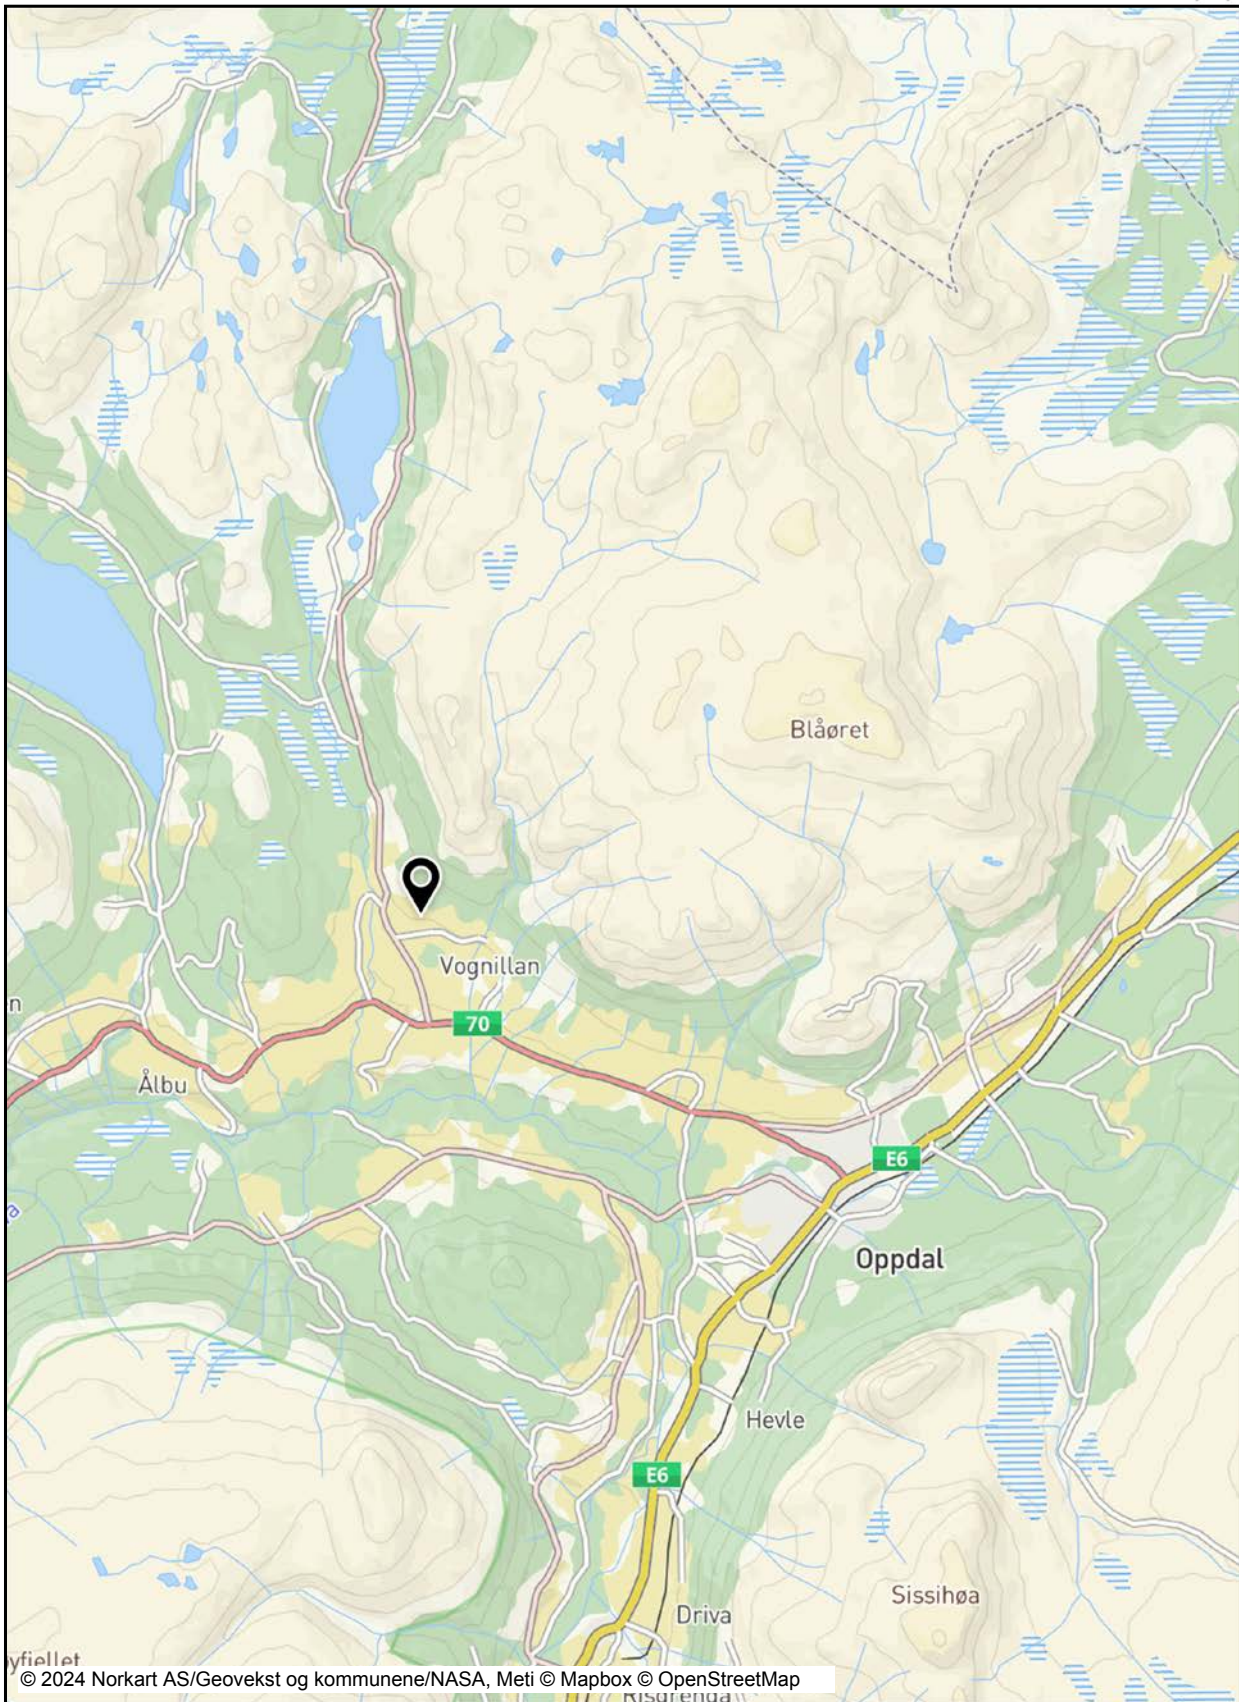 Blåøret
Vognillan
70
Ålbu
E6
Oppdal
Hevle
E6
Sissihøa
Driva
© 2024 Norkart AS/Geovekst og kommunene/NASA, Meti © Mapbox © OpenStreetMap